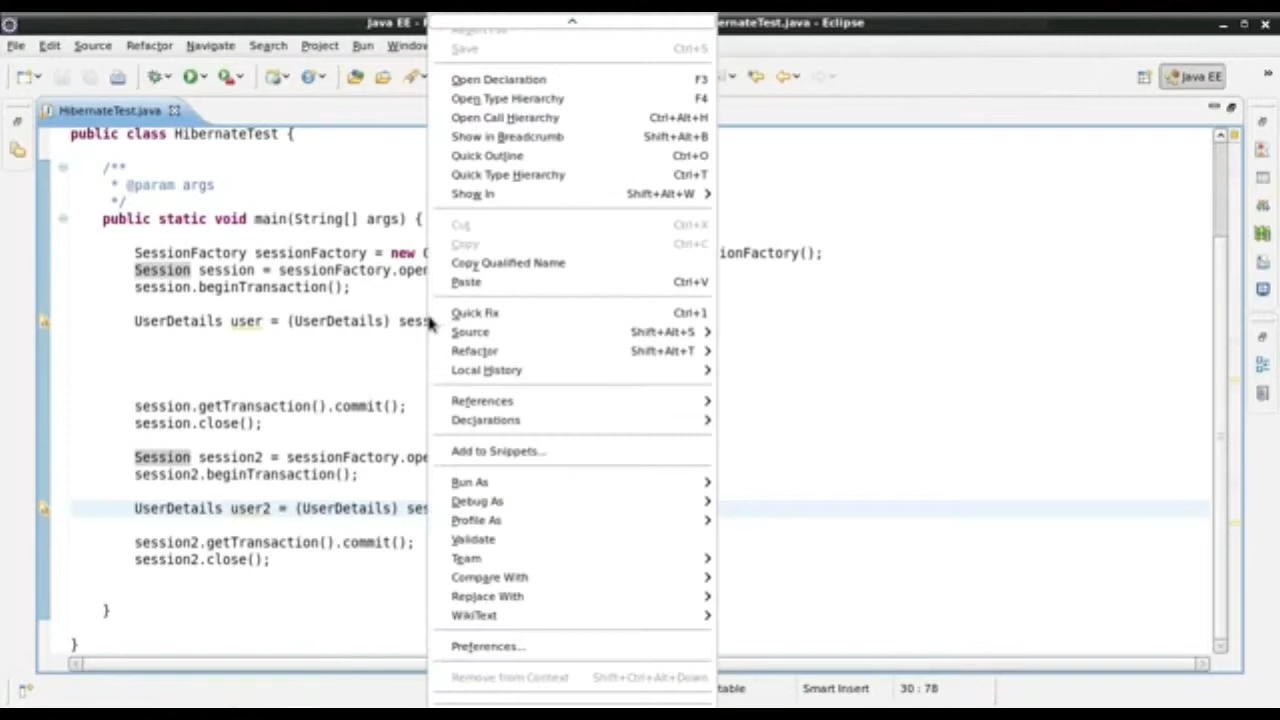 Java EE -
ernateTest.java - Eclipse
File Edit Source Refactor Navigate Search Project Run Window
Java EE
HibernateTest.java
public class HibernateTest {
/**
* @param args
*/
public static void main(String[] args) {
SessionFactory sessionFactory = new
ionFactory();
Session session = sessionFactory.open
session.beginTransaction();
UserDetails user = (UserDetails) sess
session.getTransaction().commit();
session.close();
Session session2 = sessionFactory.ope
session2.beginTransaction();
UserDetails user2 = (UserDetails) ses
session2.getTransaction().commit();
session2.close();
}
}
Save Ctrl+S
Open Declaration F3
Open Type Hierarchy F4
Open Call Hierarchy Ctrl+Alt+H
Show in Breadcrumb Shift+Alt+B
Quick Outline Ctrl+O
Quick Type Hierarchy Ctrl+T
Show In Shift+Alt+W
Cut Ctrl+X
Copy Ctrl+C
Copy Qualified Name
Paste Ctrl+V
Quick Fix Ctrl+1
Source Shift+Alt+S
Refactor Shift+Alt+T
Local History
References
Declarations
Add to Snippets...
Run As
Debug As
Profile As
Validate
Team
Compare With
Replace With
WikiText
Preferences...
Remove from Context Shift+Ctrl+Alt+Down
table Smart Insert 30 : 78